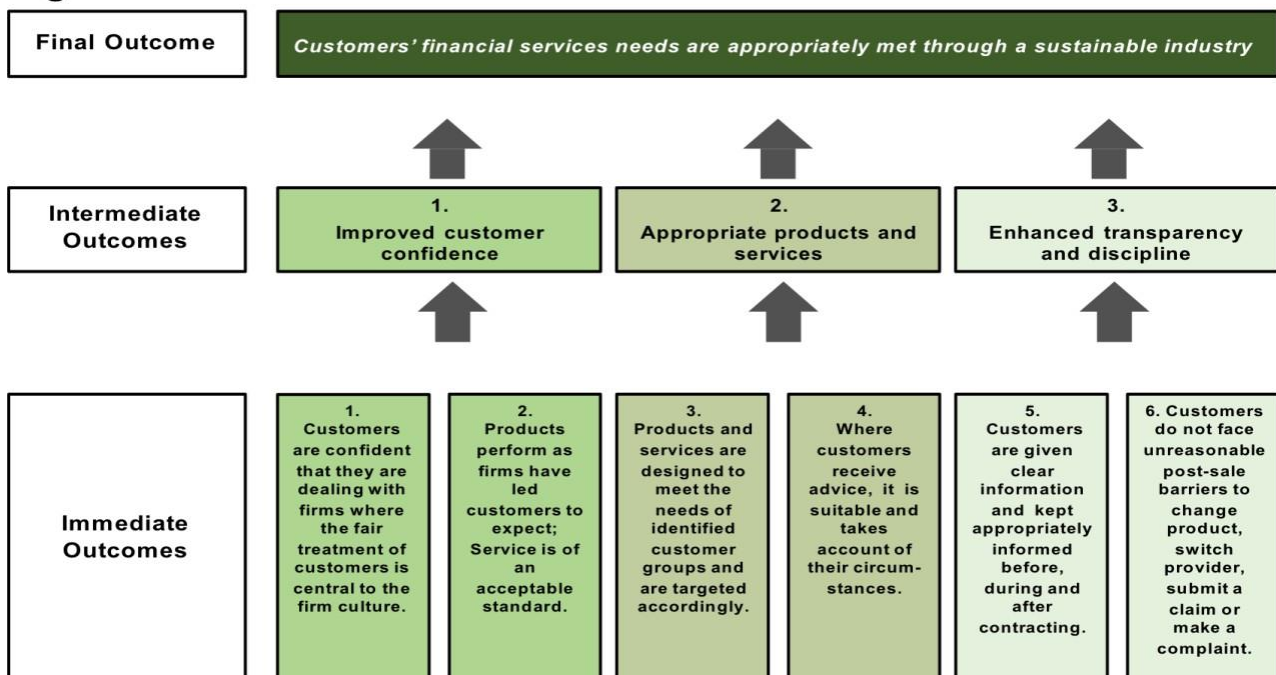 Final Outcome
Customers' financial services needs are appropriately met through a sustainable industry
Intermediate
Outcomes
1.
Improved customer
confidence
2.
Appropriate products and
services
3.
Enhanced transparency
and discipline
Immediate
Outcomes
1.
Customers
are confident
that they are
dealing with
firms where
the fair
treatment of
customers is
central to the
firm culture.
2.
Products
perform as
firms have
led
customers to
expect;
Service is of
an
acceptable
standard.
3.
Products and
services are
designed to
meet the
needs of
identified
customer
groups and
are targeted
accordingly.
4.
Where
customers
receive
advice, it is
suitable and
takes
account of
their circum-
stances.
5.
Customers
are given
clear
information
and kept
appropriately
informed
before,
during and
after
contracting.
6. Customers
do not face
unreasonable
post-sale
barriers to
change
product,
switch
provider,
submit a
claim or
make a
complaint.